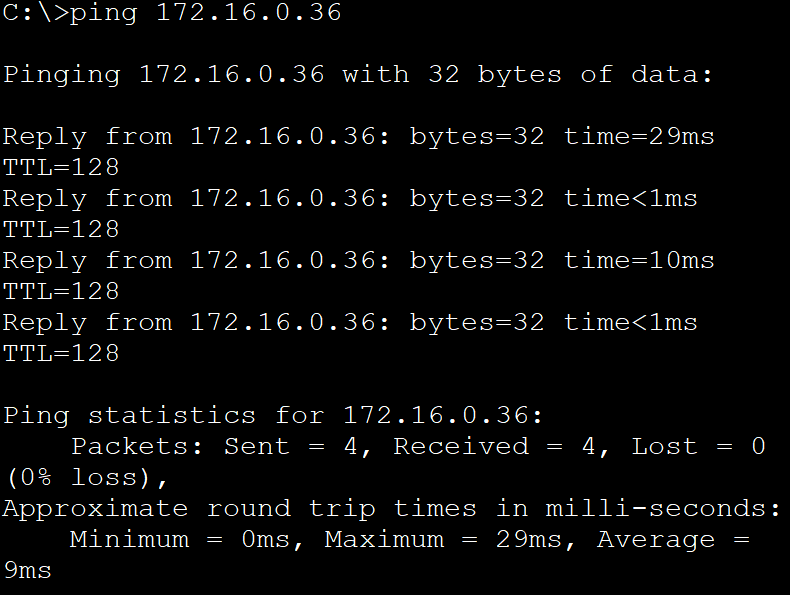 C:\>ping 172.16.0.36
Pinging 172.16.0.36 with 32 bytes of data:
Reply from 172.16.0.36: bytes=32 time=29ms
TTL=128
Reply from 172.16.0.36: bytes=32 time<1ms
TTL=128
Reply from 172.16.0.36: bytes=32 time=10ms
TTL=128
Reply from 172.16.0.36: bytes=32 time<1ms
TTL=128
Ping statistics for 172.16.0.36:
    Packets: Sent = 4, Received = 4, Lost = 0
(0% loss),
Approximate round trip times in milli-seconds:
    Minimum = 0ms, Maximum = 29ms, Average =
9ms